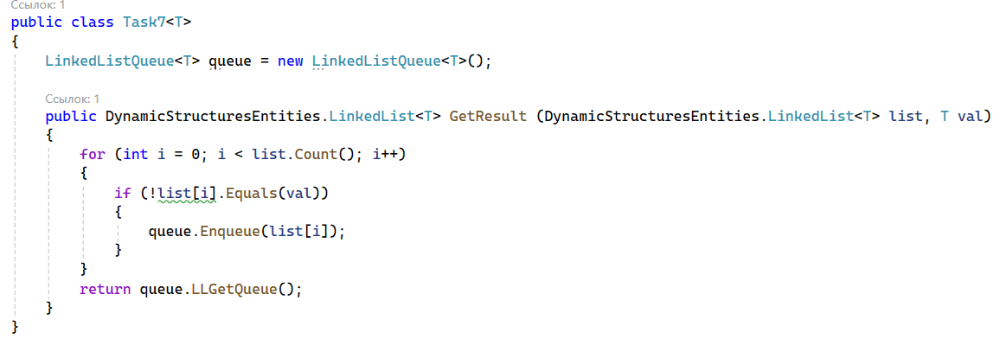 Ссылок: 1
public class Task7<T>
{
LinkedListQueue<T> queue = new LinkedListQueue<T>();
Ссылок: 1
public DynamicStructuresEntities.LinkedList<T> GetResult (DynamicStructuresEntities.LinkedList<T> list, T val)
{
for (int i = 0; i < list.Count(); i++)
{
if (!list[i].Equals(val))
{
queue.Enqueue(list[i]);
}
}
return queue.LLGetQueue();
}
}